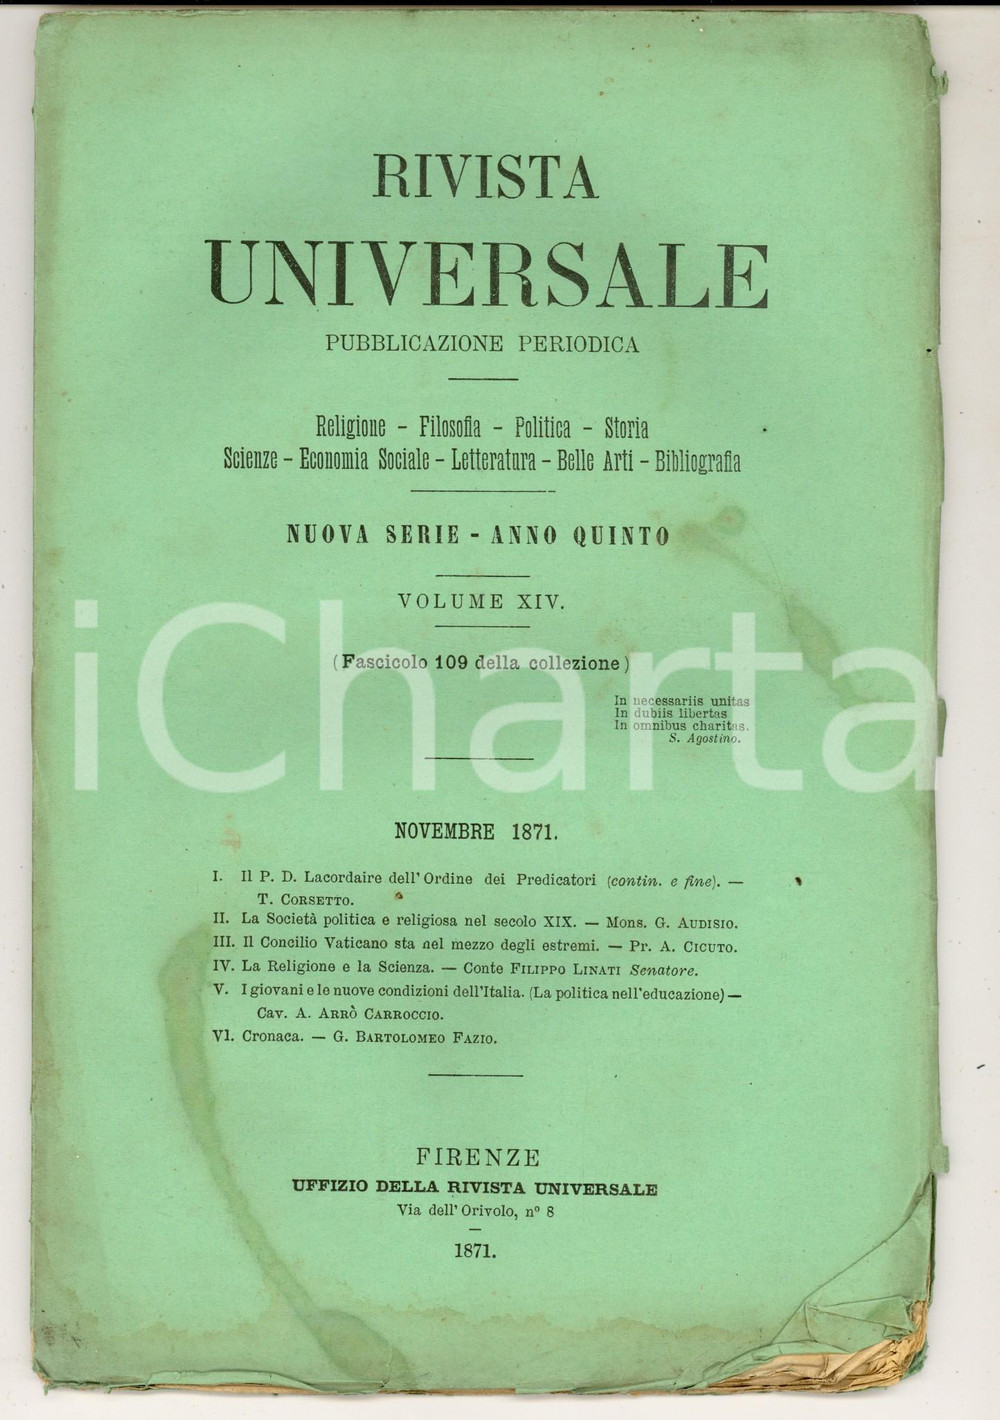 RIVISTA
UNIVERSALE
PUBBLICAZIONE PERIODICA
Religione - Filosofia - Politica - Storia
Scienze - Economia Sociale - Letteratura - Belle Arti - Bibliografia
NUOVA SERIE - ANNO QUINTO
VOLUME XIV.
(Fascicolo 109 della collezione)
iCharta
In necessariis unitas
In dubiis libertas
In omnibus charitas.
S. Agostino.
NOVEMBRE 1871.
I. Il P. D. Lacordaire dell' Ordine dei Predicatori (contin. e fine). —
T. CORSETTO.
II. La Società politica e religiosa nel secolo XIX. — Mons. G. AUDISIO.
III. Il Concilio Vaticano sta nel mezzo degli estremi. — Pr. A. CICUTO.
IV. La Religione e la Scienza. — Conte FILIPPO LINATI Senatore.
V. I giovani e le nuove condizioni dell'Italia. (La politica nell'educazione) —
Cav. A. ARRÒ CARROCCIO.
VI. Cronaca. — G. BARTOLOMEO FAZIO.
FIRENZE
UFFIZIO DELLA RIVISTA UNIVERSALE
Via dell' Orivolo, n° 8
1871.